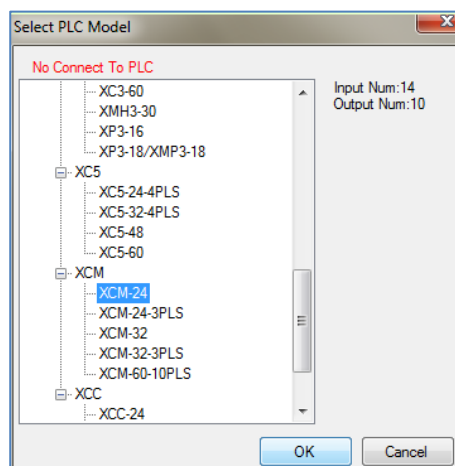 Select PLC Model
No Connect To PLC
XC3-60
XMH3-30
XP3-16
XP3-18/XMP3-18
XC5
XC5-24-4PLS
XC5-32-4PLS
XC5-48
XC5-60
XCM
XCM-24
XCM-24-3PLS
XCM-32
XCM-32-3PLS
XCM-60-10PLS
XCC
XCC-24
Input Num:14
Output Num:10
OK
Cancel